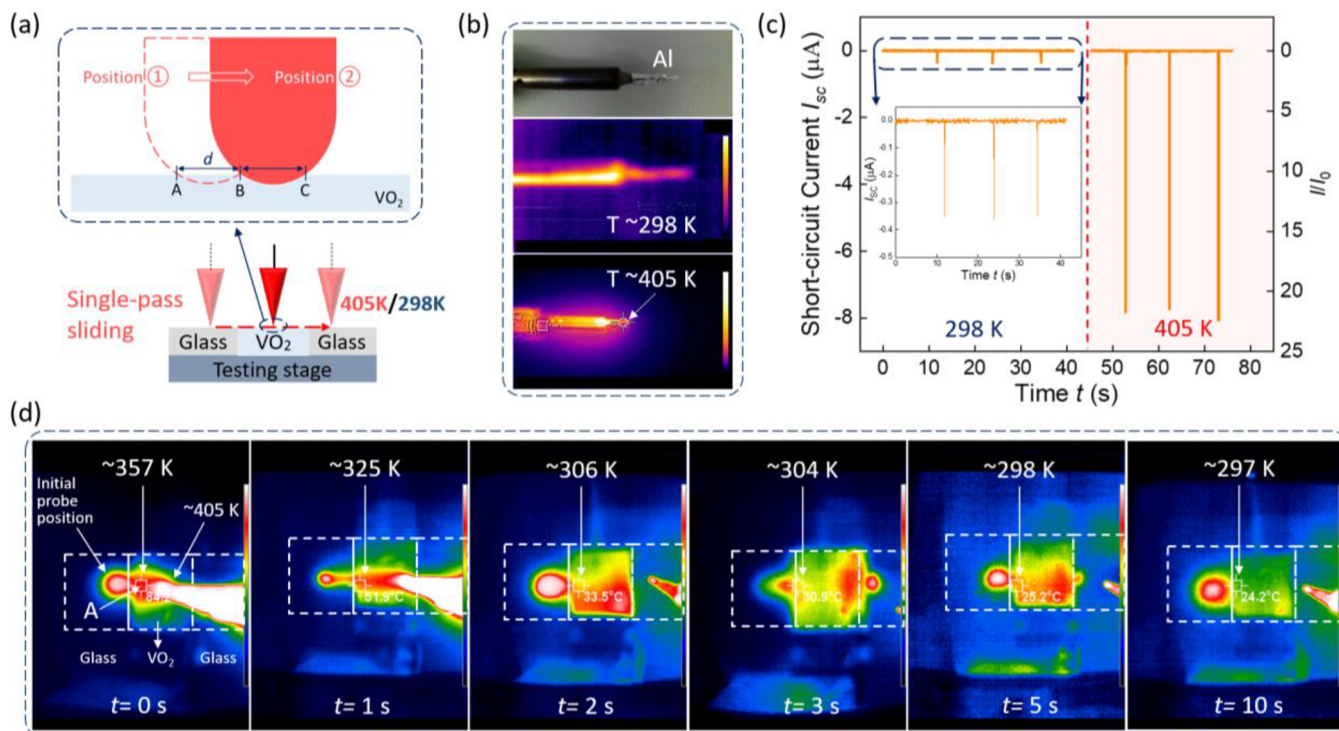 (a)
Position ① Position ②
d
A B C
VO₂
Single-pass
sliding
405K/298K
Glass VO₂ Glass
Testing stage
(b)
Al
T ~298 K
T ~405 K
(c)
Short-circuit Current Isc (μA)
0
-2
-4
-6
-8
Isc (μA)
0.0
-0.1
-0.2
-0.3
-0.4
-0.5
0 10 20 30 40
Time t (s)
298 K 405 K
0
5
10
15
20
25
I/I₀
0 10 20 30 40 50 60 70 80
Time t (s)
(d)
~357 K
Initial
probe
position
~405 K
A
Glass VO₂ Glass
t= 0 s
~325 K
51.9°C
t= 1 s
~306 K
33.5°C
t= 2 s
~304 K
30.9°C
t= 3 s
~298 K
25.2°C
t= 5 s
~297 K
24.2°C
t= 10 s